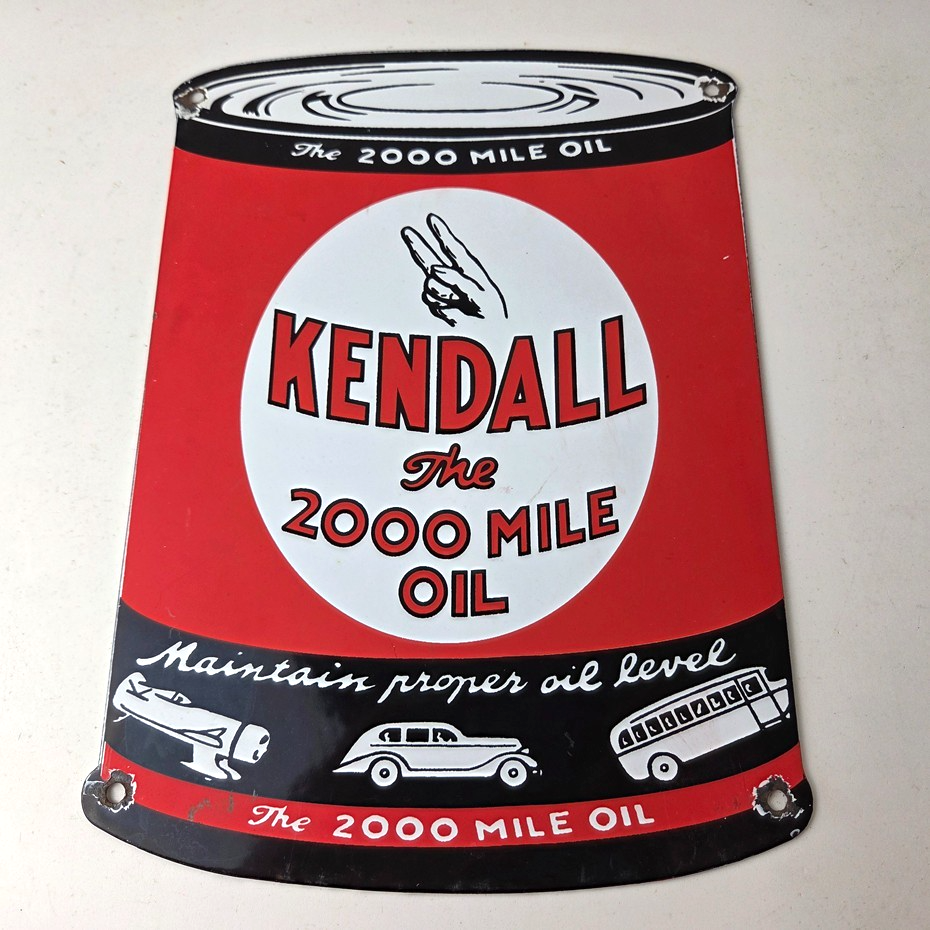 The 2000 MILE OIL
KENDALL
The
2000 MILE
OIL
Maintain proper oil level
The 2000 MILE OIL